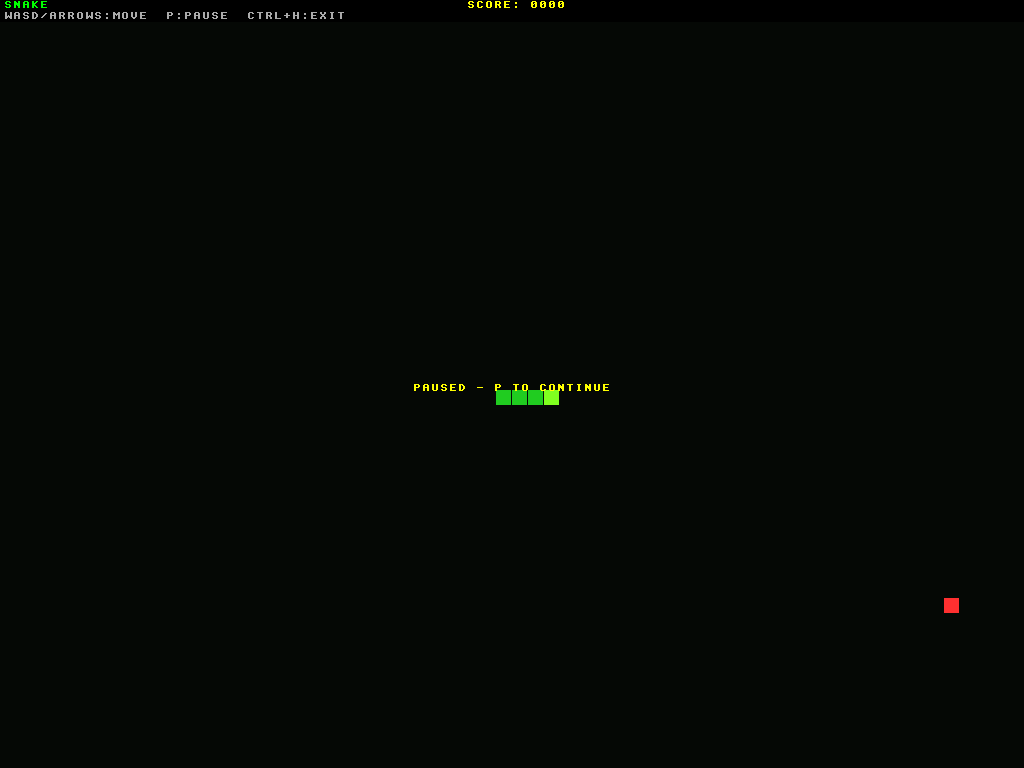 SNAKE
SCORE: 0000
WASD/ARROWS:MOVE  P:PAUSE  CTRL+H:EXIT
PAUSED - P TO CONTINUE